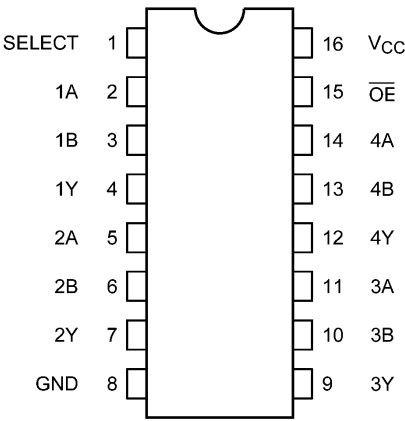 SELECT 1 16 VCC
1A 2 15 OE
1B 3 14 4A
1Y 4 13 4B
2A 5 12 4Y
2B 6 11 3A
2Y 7 10 3B
GND 8 9 3Y